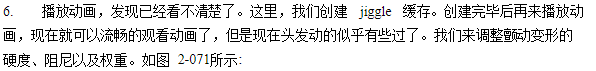 6. 播放动画，发现已经看不清楚了。这里，我们创建 jiggle 缓存。创建完毕后再来播放动
画，现在就可以流畅的观看动画了，但是现在头发动的似乎有些过了。我们来调整颤动变形的
硬度、阻尼以及权重。如图 2-071所示：